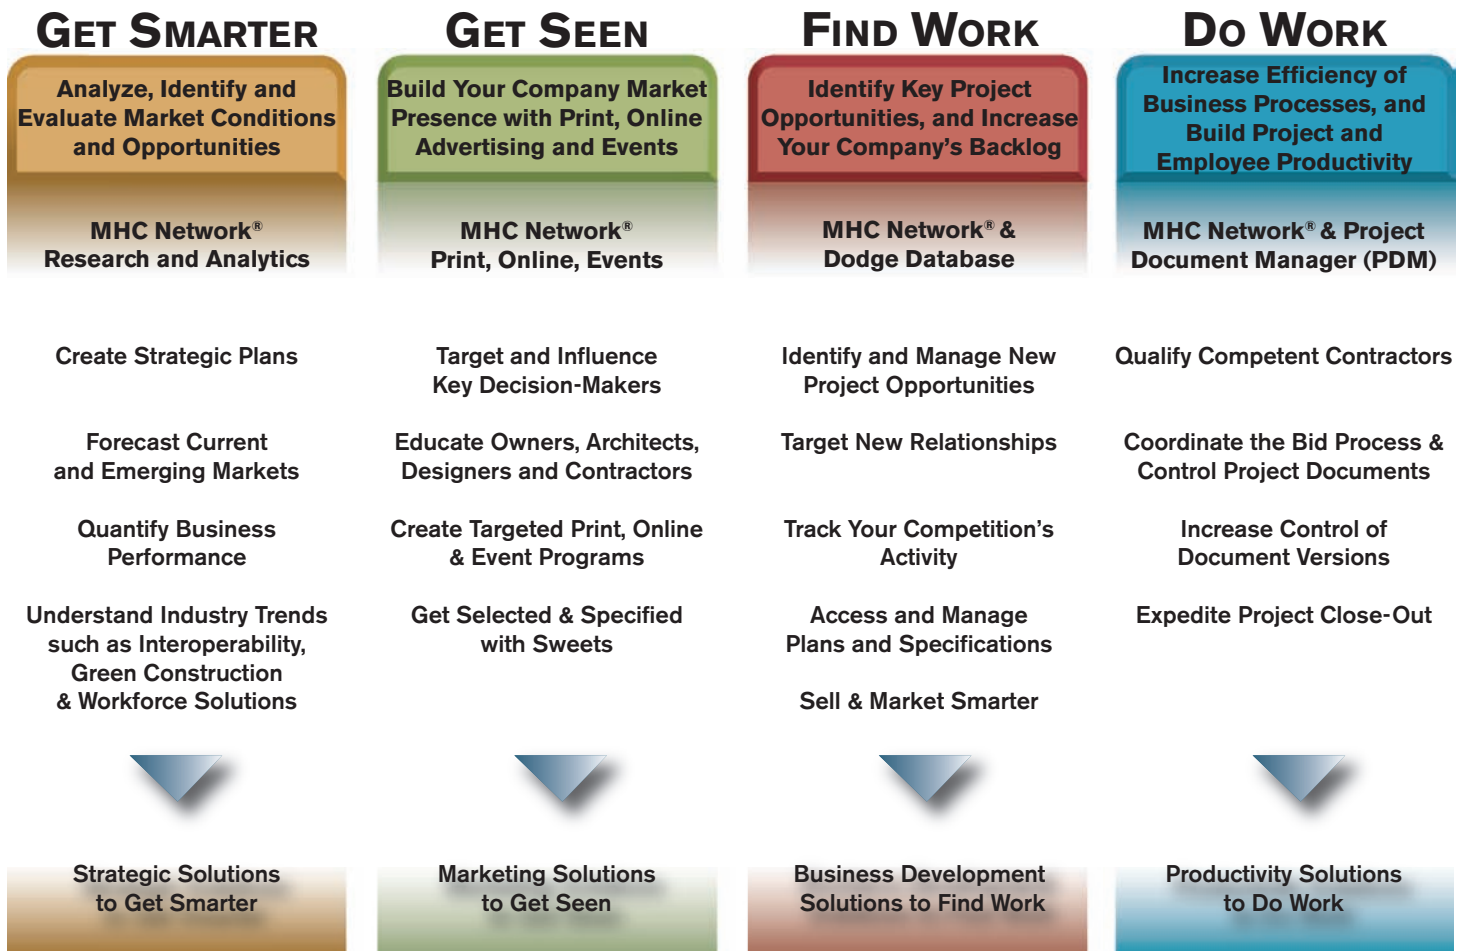 GET SMARTER
Analyze, Identify and
Evaluate Market Conditions
and Opportunities
MHC Network®
Research and Analytics
Create Strategic Plans
Forecast Current
and Emerging Markets
Quantify Business
Performance
Understand Industry Trends
such as Interoperability,
Green Construction
& Workforce Solutions
Strategic Solutions
to Get Smarter
GET SEEN
Build Your Company Market
Presence with Print, Online
Advertising and Events
MHC Network®
Print, Online, Events
Target and Influence
Key Decision-Makers
Educate Owners, Architects,
Designers and Contractors
Create Targeted Print, Online
& Event Programs
Get Selected & Specified
with Sweets
Marketing Solutions
to Get Seen
FIND WORK
Identify Key Project
Opportunities, and Increase
Your Company's Backlog
MHC Network® &
Dodge Database
Identify and Manage New
Project Opportunities
Target New Relationships
Track Your Competition's
Activity
Access and Manage
Plans and Specifications
Sell & Market Smarter
Business Development
Solutions to Find Work
DO WORK
Increase Efficiency of
Business Processes, and
Build Project and
Employee Productivity
MHC Network® & Project
Document Manager (PDM)
Qualify Competent Contractors
Coordinate the Bid Process &
Control Project Documents
Increase Control of
Document Versions
Expedite Project Close-Out
Productivity Solutions
to Do Work